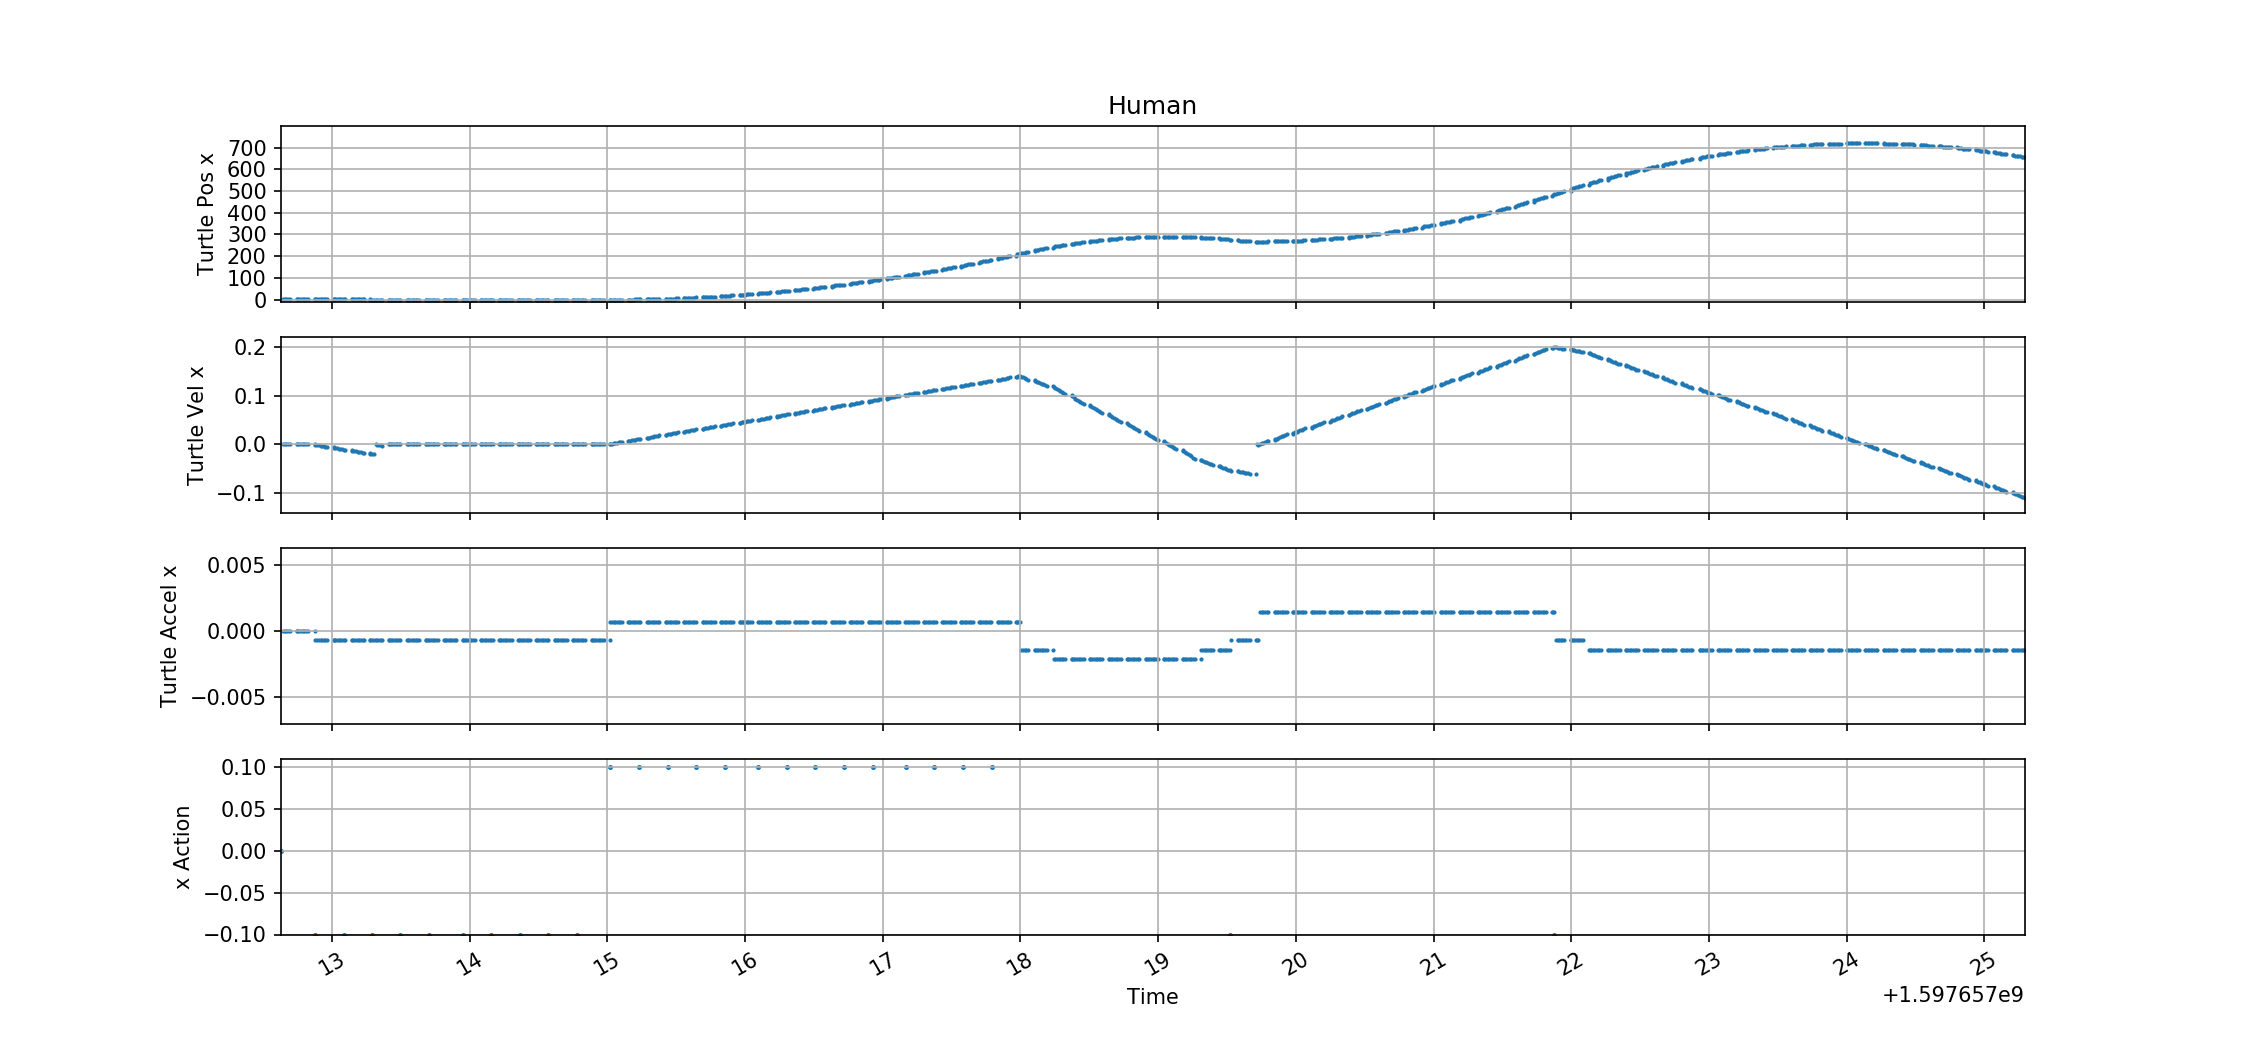 Human
Turtle Pos x
700
600
500
400
300
200
100
0
Turtle Vel x
0.2
0.1
0.0
−0.1
Turtle Accel x
0.005
0.000
−0.005
x Action
0.10
0.05
0.00
−0.05
−0.10
13 14 15 16 17 18 19 20 21 22 23 24 25
Time
+1.597657e9